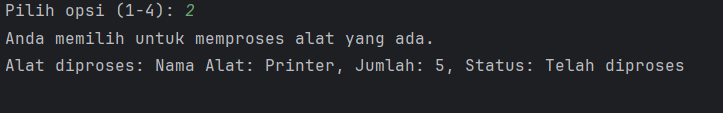 Pilih opsi (1-4): 2
Anda memilih untuk memproses alat yang ada.
Alat diproses: Nama Alat: Printer, Jumlah: 5, Status: Telah diproses